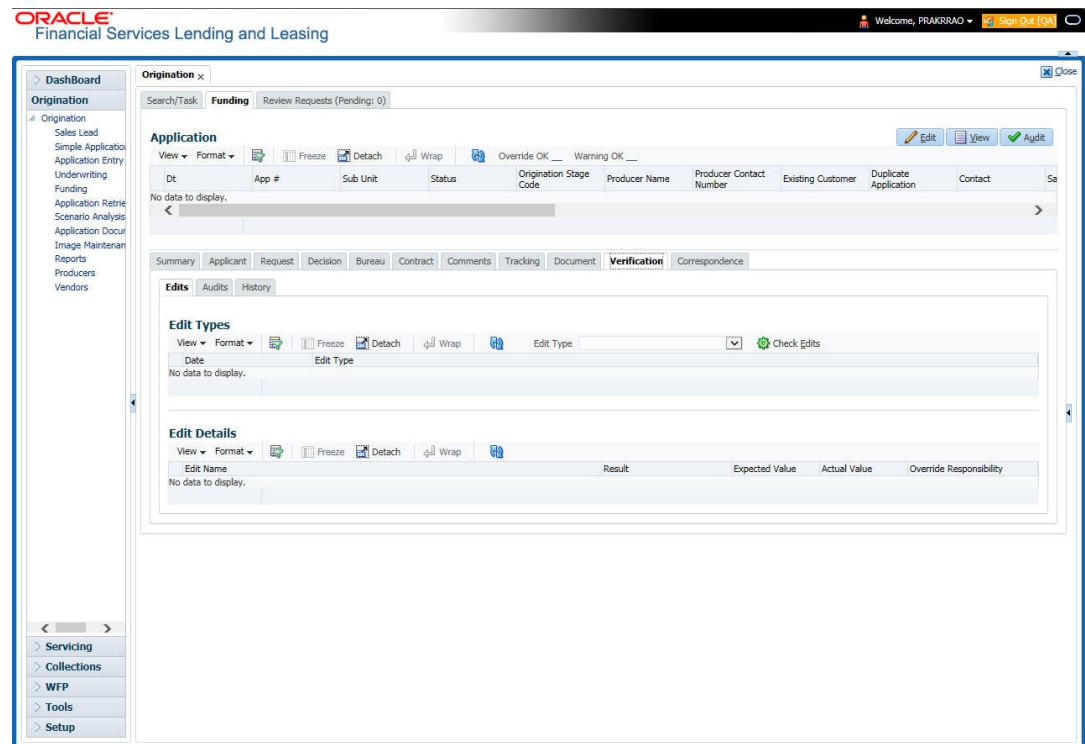 ORACLE
Financial Services Lending and Leasing
Welcome, PRAKRRAO
Sign Out [QA]
Close
DashBoard
Origination
Origination
Sales Lead
Simple Applicatio
Application Entry
Underwriting
Funding
Application Retrie
Scenario Analysis
Application Docur
Image Maintenan
Reports
Producers
Vendors
Servicing
Collections
WFP
Tools
Setup
Origination x
Search/Task Funding Review Requests (Pending: 0)
Application
Edit View Audit
View Format Freeze Detach Wrap Override OK __ Warning OK __
Dt App # Sub Unit Status Origination Stage Code Producer Name Producer Contact Number Existing Customer Duplicate Application Contact Sa
No data to display.
Summary Applicant Request Decision Bureau Contract Comments Tracking Document Verification Correspondence
Edits Audits History
Edit Types
View Format Freeze Detach Wrap Edit Type Check Edits
Date Edit Type
No data to display.
Edit Details
View Format Freeze Detach Wrap
Edit Name Result Expected Value Actual Value Override Responsibility
No data to display.